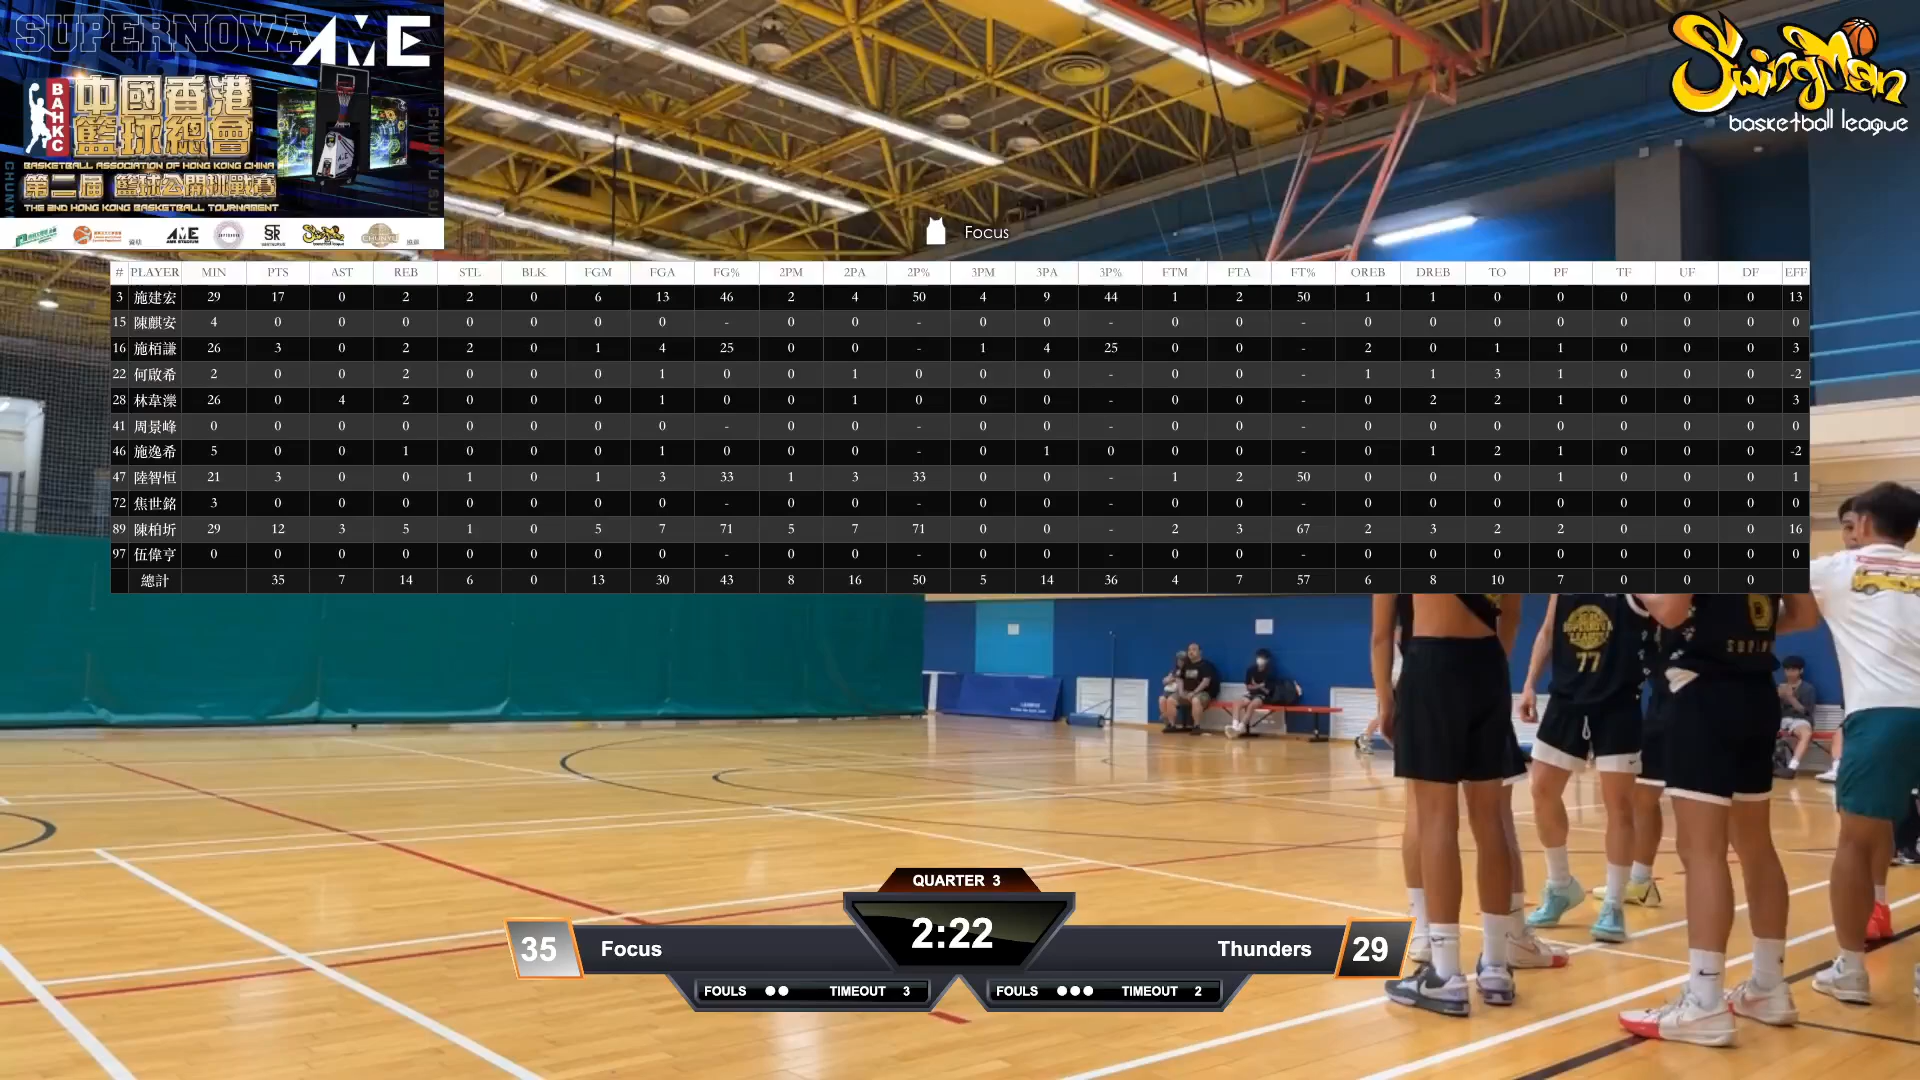 SUPERNOVA
AME
BAHKC
中國香港
籃球總會
BASKETBALL ASSOCIATION OF HONG KONG CHINA
第二屆 籃球公開挑戰賽
THE 2ND HONG KONG BASKETBALL TOURNAMENT
SwingMan
basketball league
Focus
# PLAYER MIN PTS AST REB STL BLK FGM FGA FG% 2PM 2PA 2P% 3PM 3PA 3P% FTM FTA FT% OREB DREB TO PF TF UF DF EFF
3 施建宏 29 17 0 2 2 0 6 13 46 2 4 50 4 9 44 1 2 50 1 1 0 0 0 0 0 13
15 陳麒安 4 0 0 0 0 0 0 0 - 0 0 - 0 0 - 0 0 - 0 0 0 0 0 0 0 0
16 施栢謙 26 3 0 2 2 0 1 4 25 0 0 - 1 4 25 0 0 - 2 0 1 1 0 0 0 3
22 何啟希 2 0 0 2 0 0 0 1 0 0 1 0 0 0 - 0 0 - 1 1 3 1 0 0 0 -2
28 林韋濼 26 0 4 2 0 0 0 1 0 0 1 0 0 0 - 0 0 - 0 2 2 1 0 0 0 3
41 周景峰 0 0 0 0 0 0 0 0 - 0 0 - 0 0 - 0 0 - 0 0 0 0 0 0 0 0
46 施逸希 5 0 0 1 0 0 0 1 0 0 0 - 0 1 0 0 0 - 0 1 2 1 0 0 0 -2
47 陸智恒 21 3 0 0 1 0 1 3 33 1 3 33 0 0 - 1 2 50 0 0 0 1 0 0 0 1
72 焦世銘 3 0 0 0 0 0 0 0 - 0 0 - 0 0 - 0 0 - 0 0 0 0 0 0 0 0
89 陳柏圻 29 12 3 5 1 0 5 7 71 5 7 71 0 0 - 2 3 67 2 3 2 2 0 0 0 16
97 伍偉亨 0 0 0 0 0 0 0 0 - 0 0 - 0 0 - 0 0 - 0 0 0 0 0 0 0 0
總計 35 7 14 6 0 13 30 43 8 16 50 5 14 36 4 7 57 6 8 10 7 0 0 0
77
QUARTER 3
2:22
35 Focus
Thunders 29
FOULS TIMEOUT 3
FOULS TIMEOUT 2